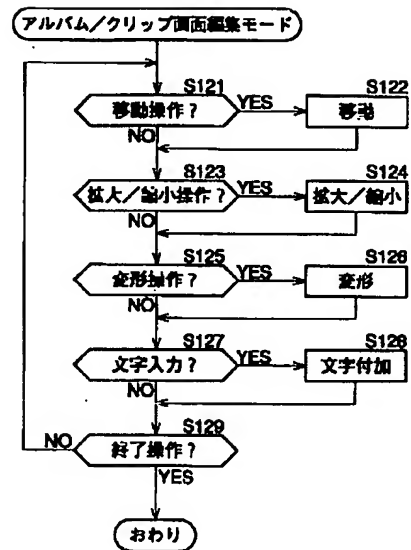 アルバム／クリップ画面編集モード
S121
移動操作？
YES
S122
移動
NO
S123
拡大／縮小操作？
YES
S124
拡大／縮小
NO
S125
変形操作？
YES
S126
変形
NO
S127
文字入力？
YES
S128
文字付加
NO
S129
終了操作？
NO
YES
おわり